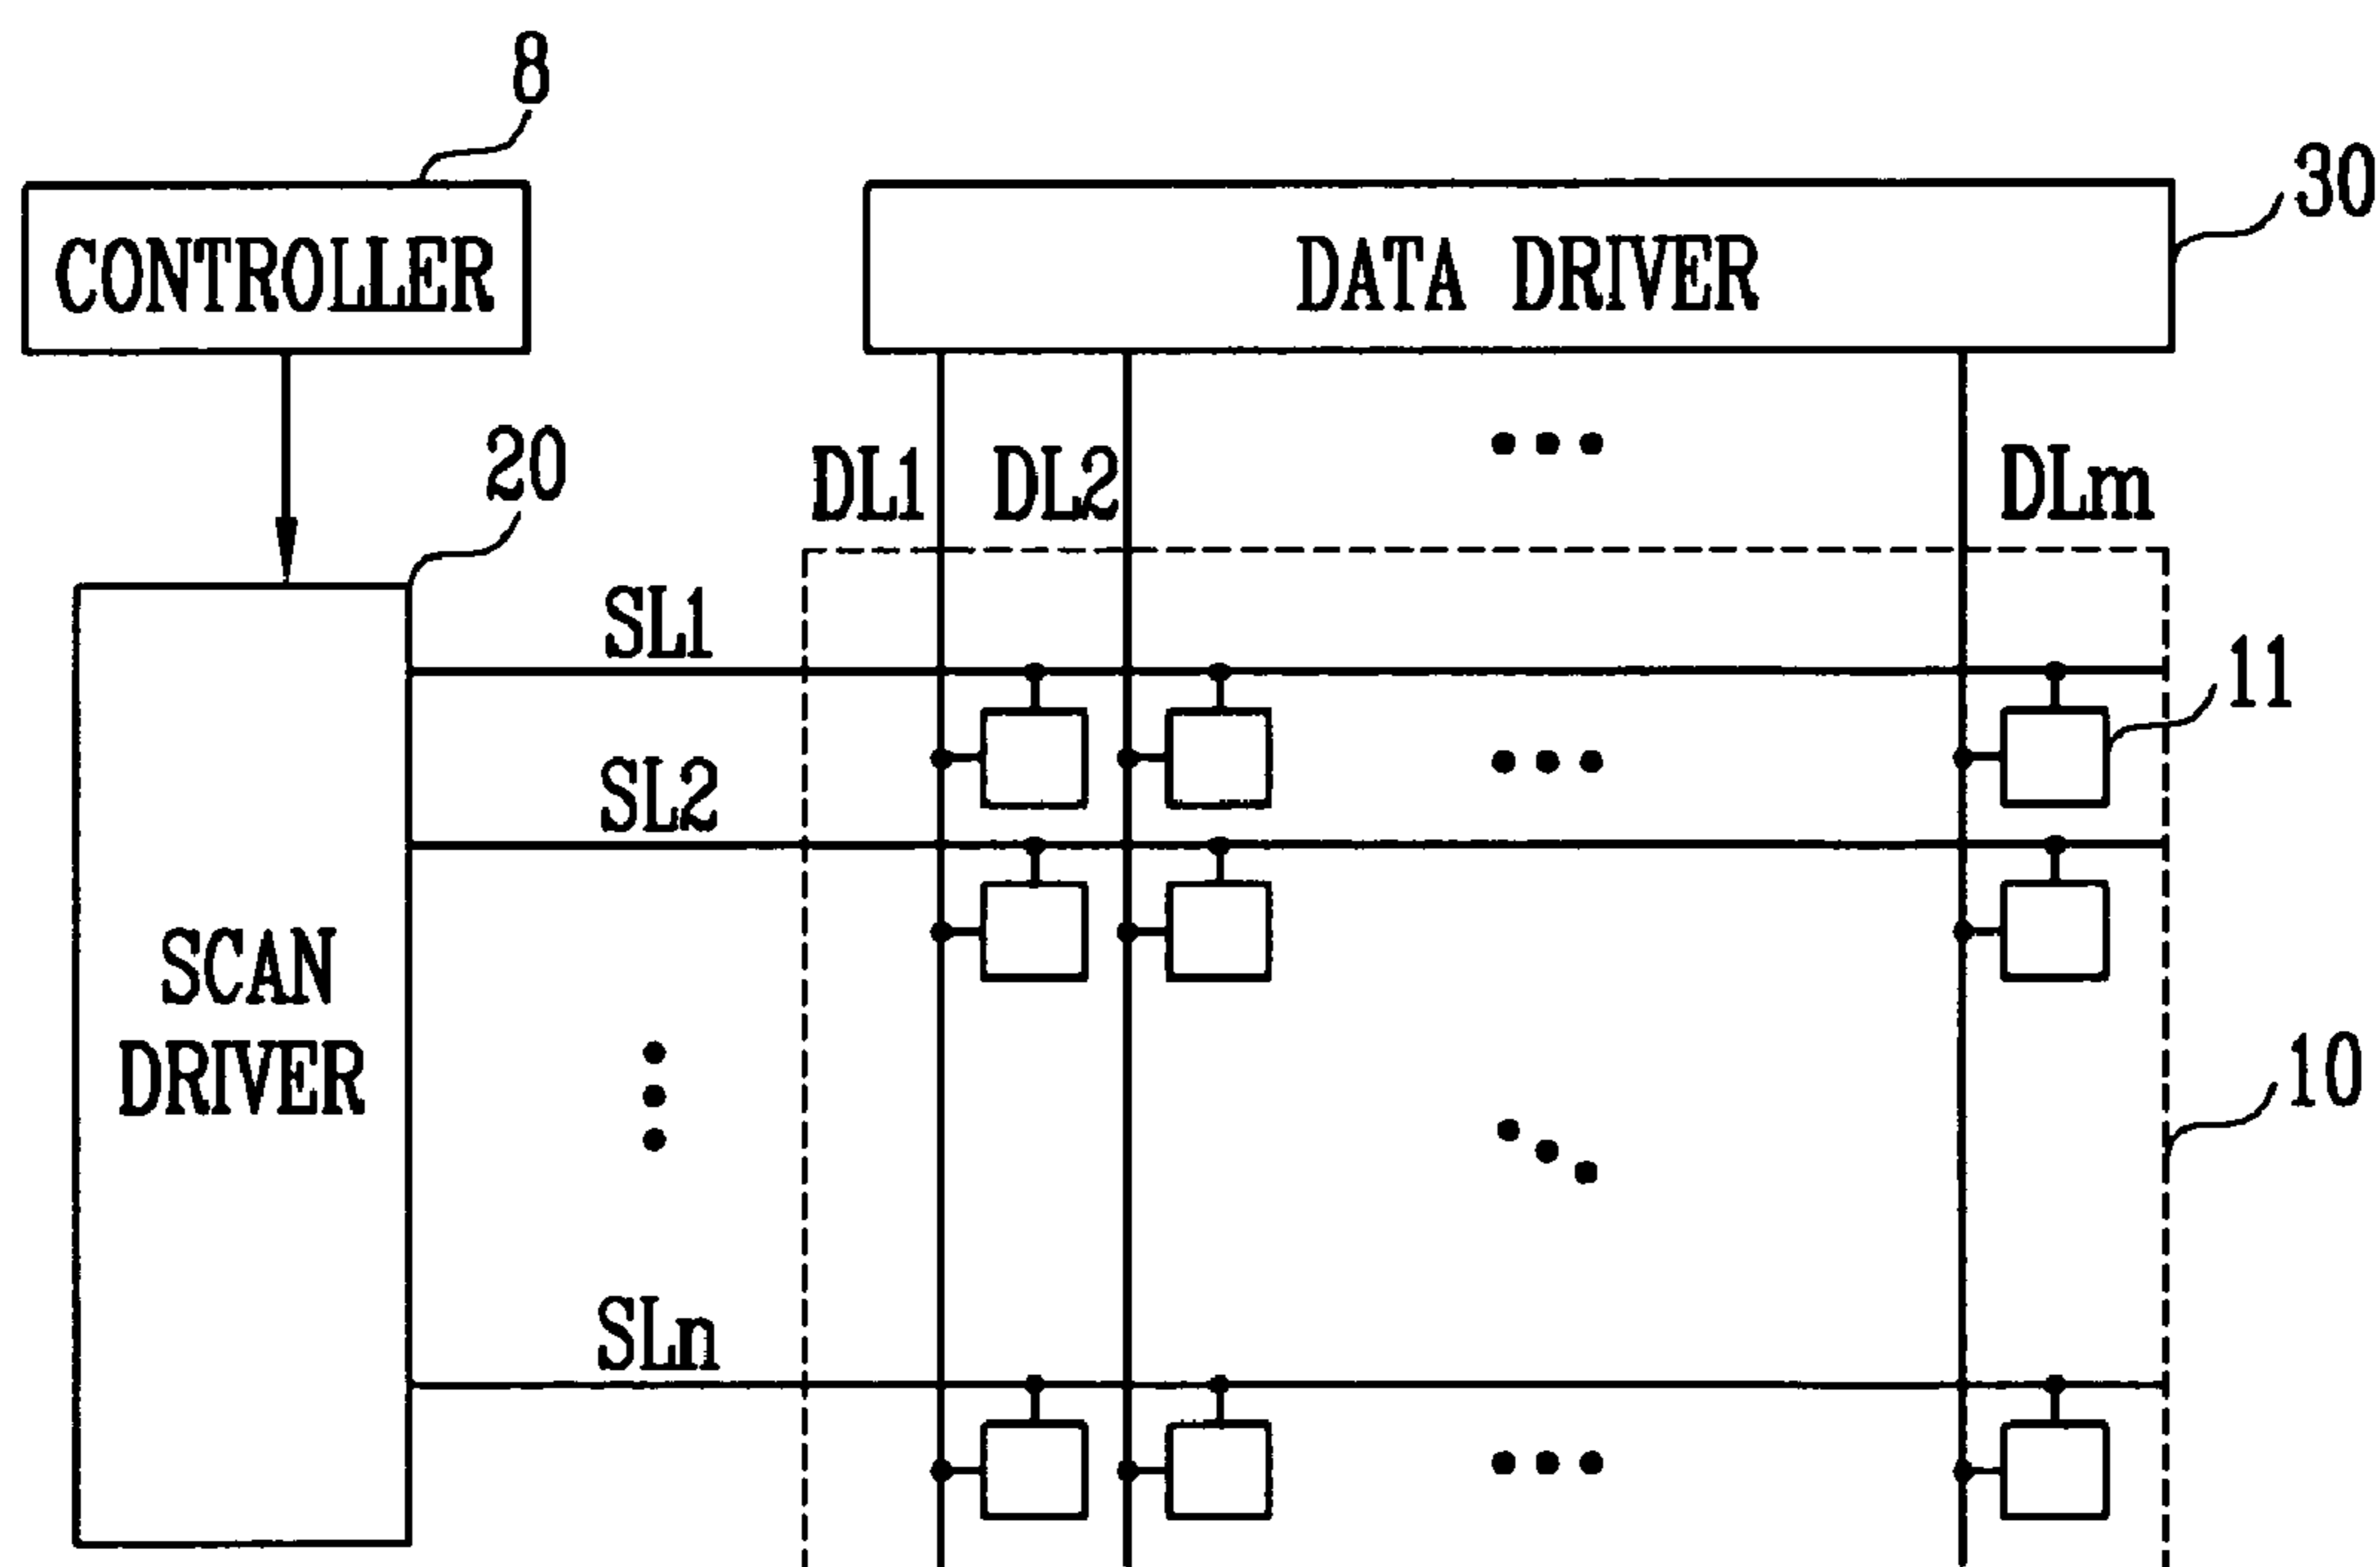 8
30
CONTROLLER
DATA DRIVER
20
DL1 DL2 DLm
SL1
11
SL2
SCAN
DRIVER
10
SLn